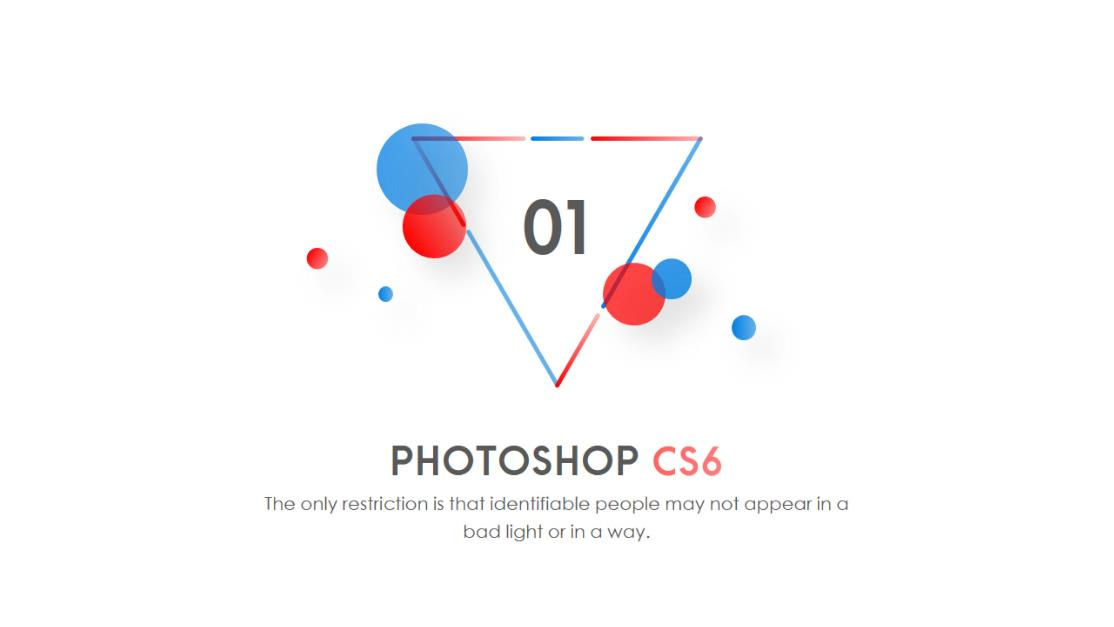 01
PHOTOSHOP CS6
The only restriction is that identifiable people may not appear in a
bad light or in a way.